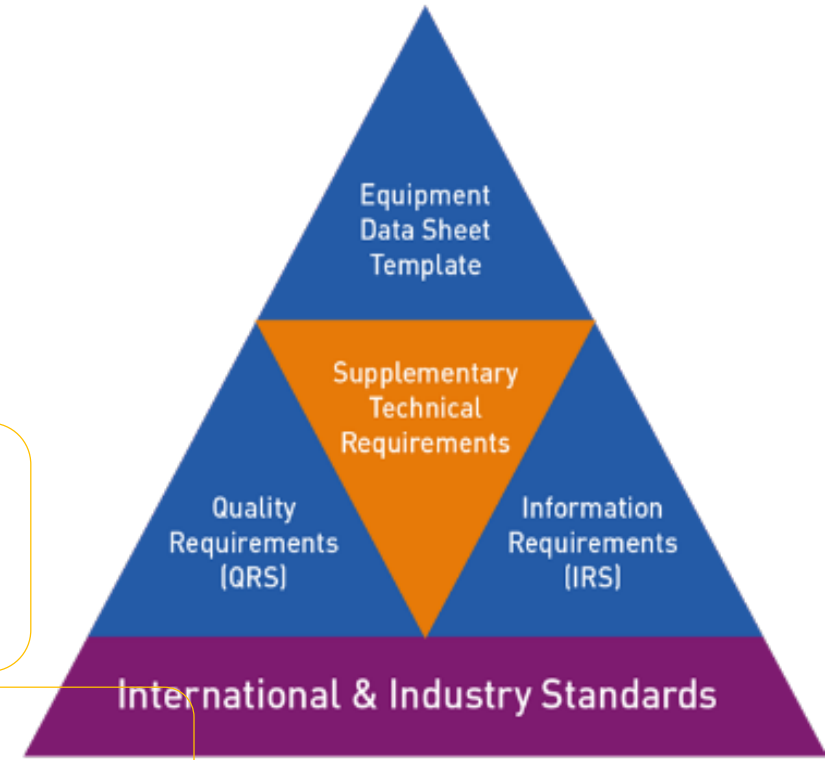 Equipment
Data Sheet
Template
Supplementary
Technical
Requirements
Quality
Requirements
(QRS)
Information
Requirements
(IRS)
International & Industry Standards